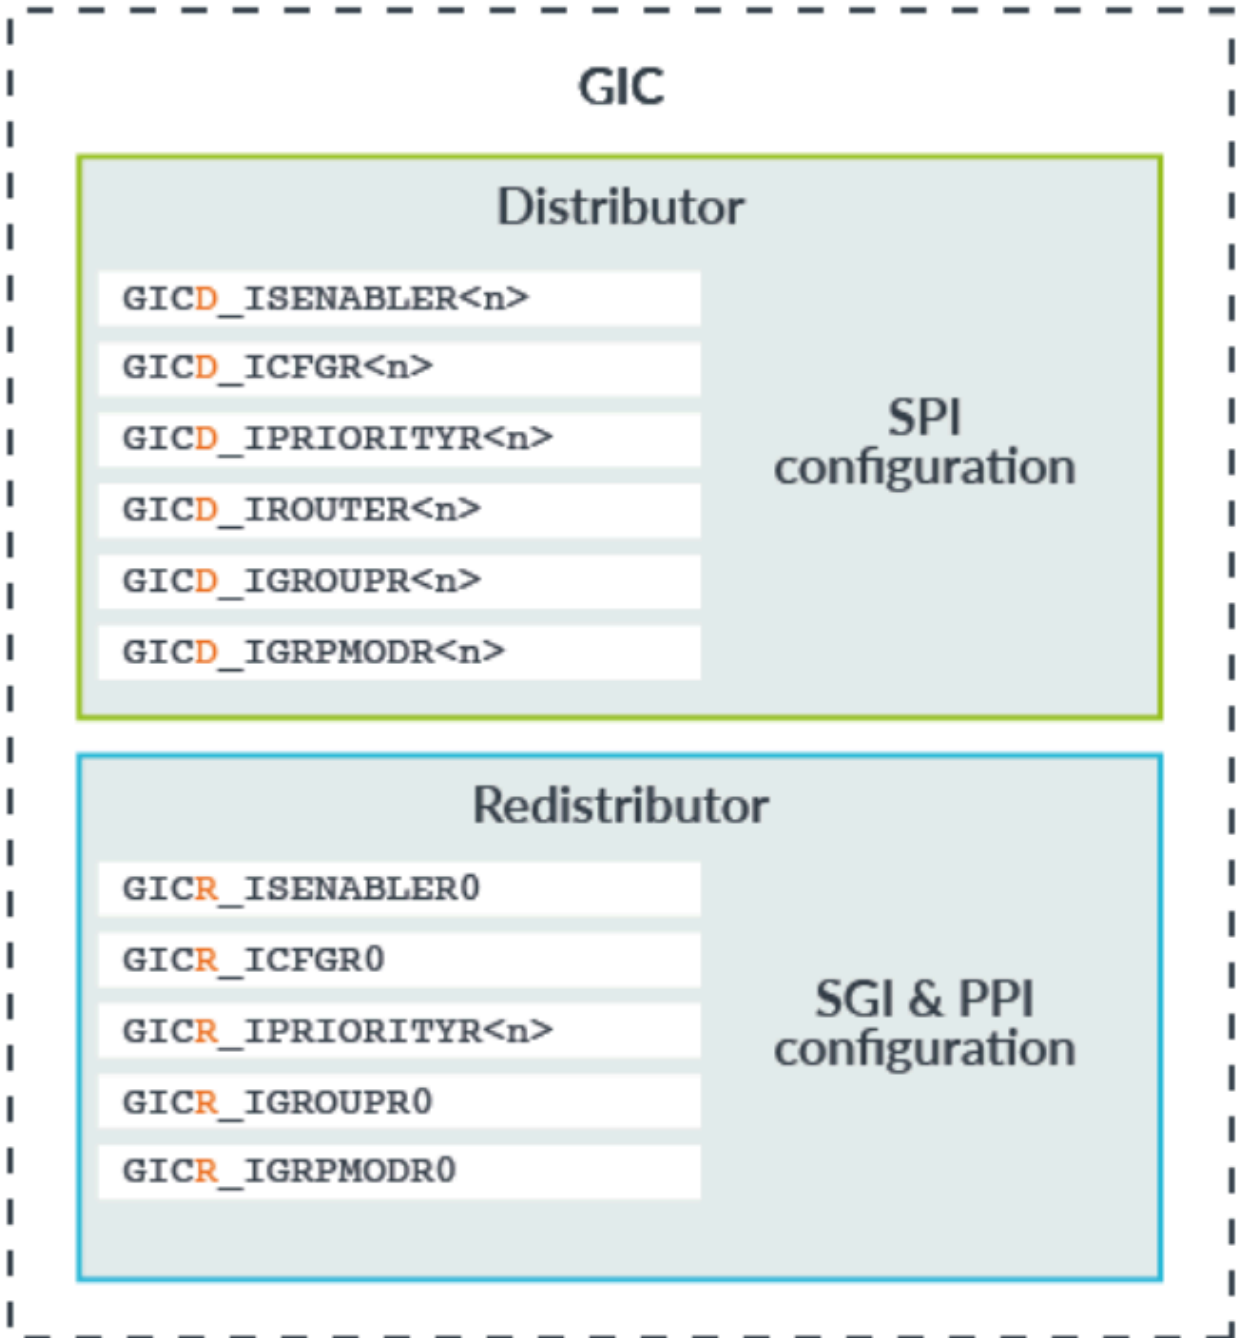 GIC
Distributor
GICD_ISENABLER<n>
GICD_ICFGR<n>
GICD_IPRIORITYR<n>
GICD_IROUTER<n>
GICD_IGROUPR<n>
GICD_IGRPMODR<n>
SPI
configuration
Redistributor
GICR_ISENABLER0
GICR_ICFGR0
GICR_IPRIORITYR<n>
GICR_IGROUPR0
GICR_IGRPMODR0
SGI & PPI
configuration